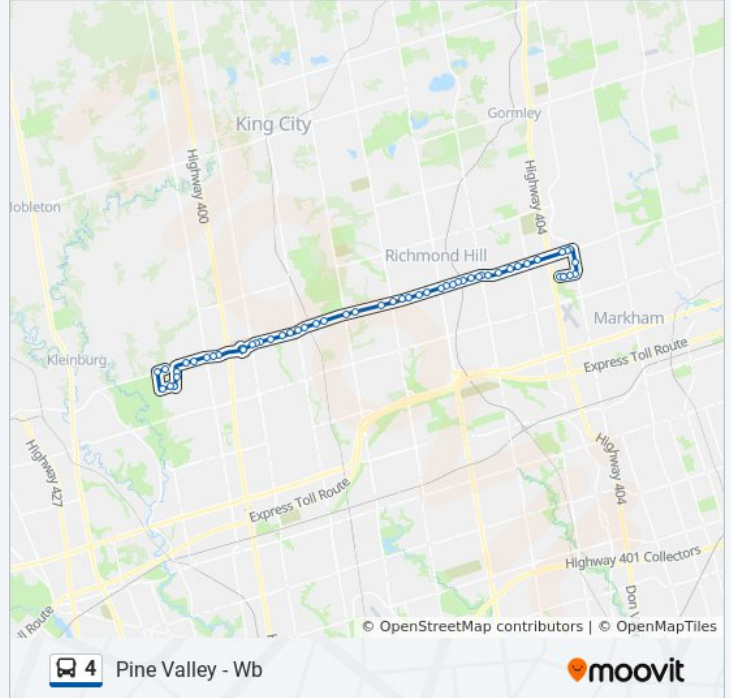 King City
Gormley
Highway 400
Highway 404
Nobleton
Richmond Hill
Markham
Kleinburg
Express Toll Route
Highway 427
Express Toll Route
Highway 404
Highway 401 Collectors
ll Route
Don V
H
© OpenStreetMap contributors | © OpenMapTiles
4 Pine Valley - Wb
moovit